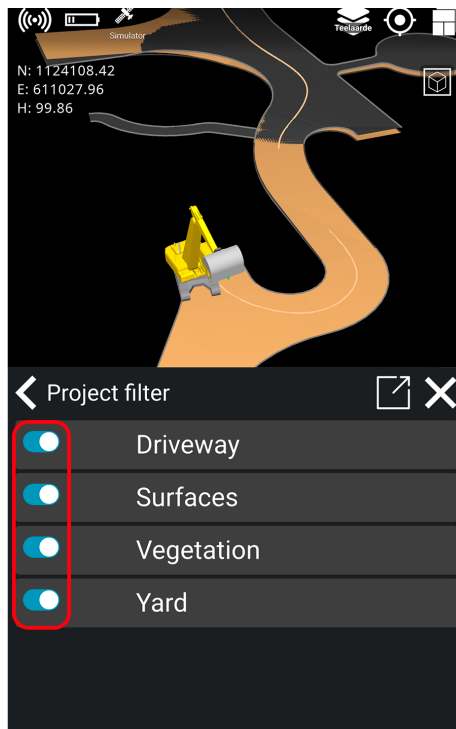 Simulator
Teelaarde
N: 1124108.42
E: 611027.96
H: 99.86
Project filter
Driveway
Surfaces
Vegetation
Yard